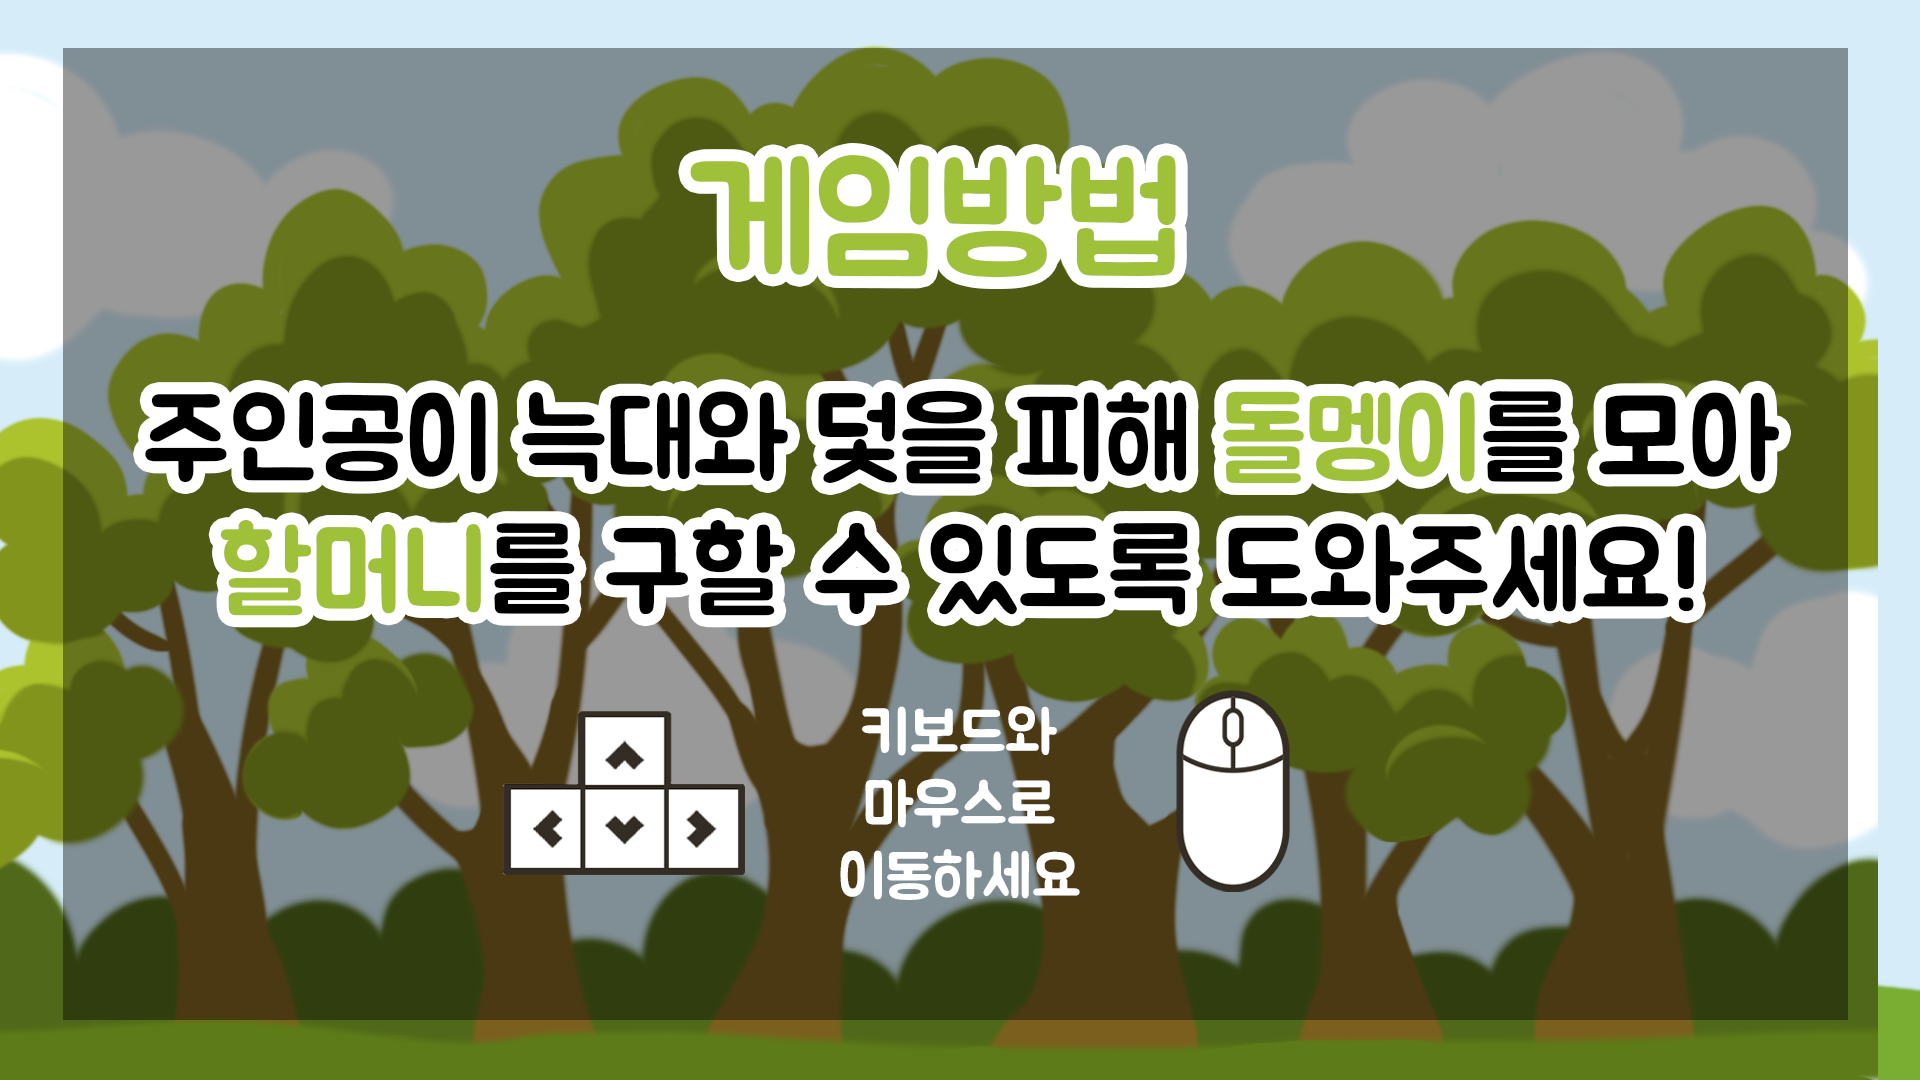 게임방법
주인공이 늑대와 덫을 피해 돌멩이를 모아
할머니를 구할 수 있도록 도와주세요!
키보드와
마우스로
이동하세요